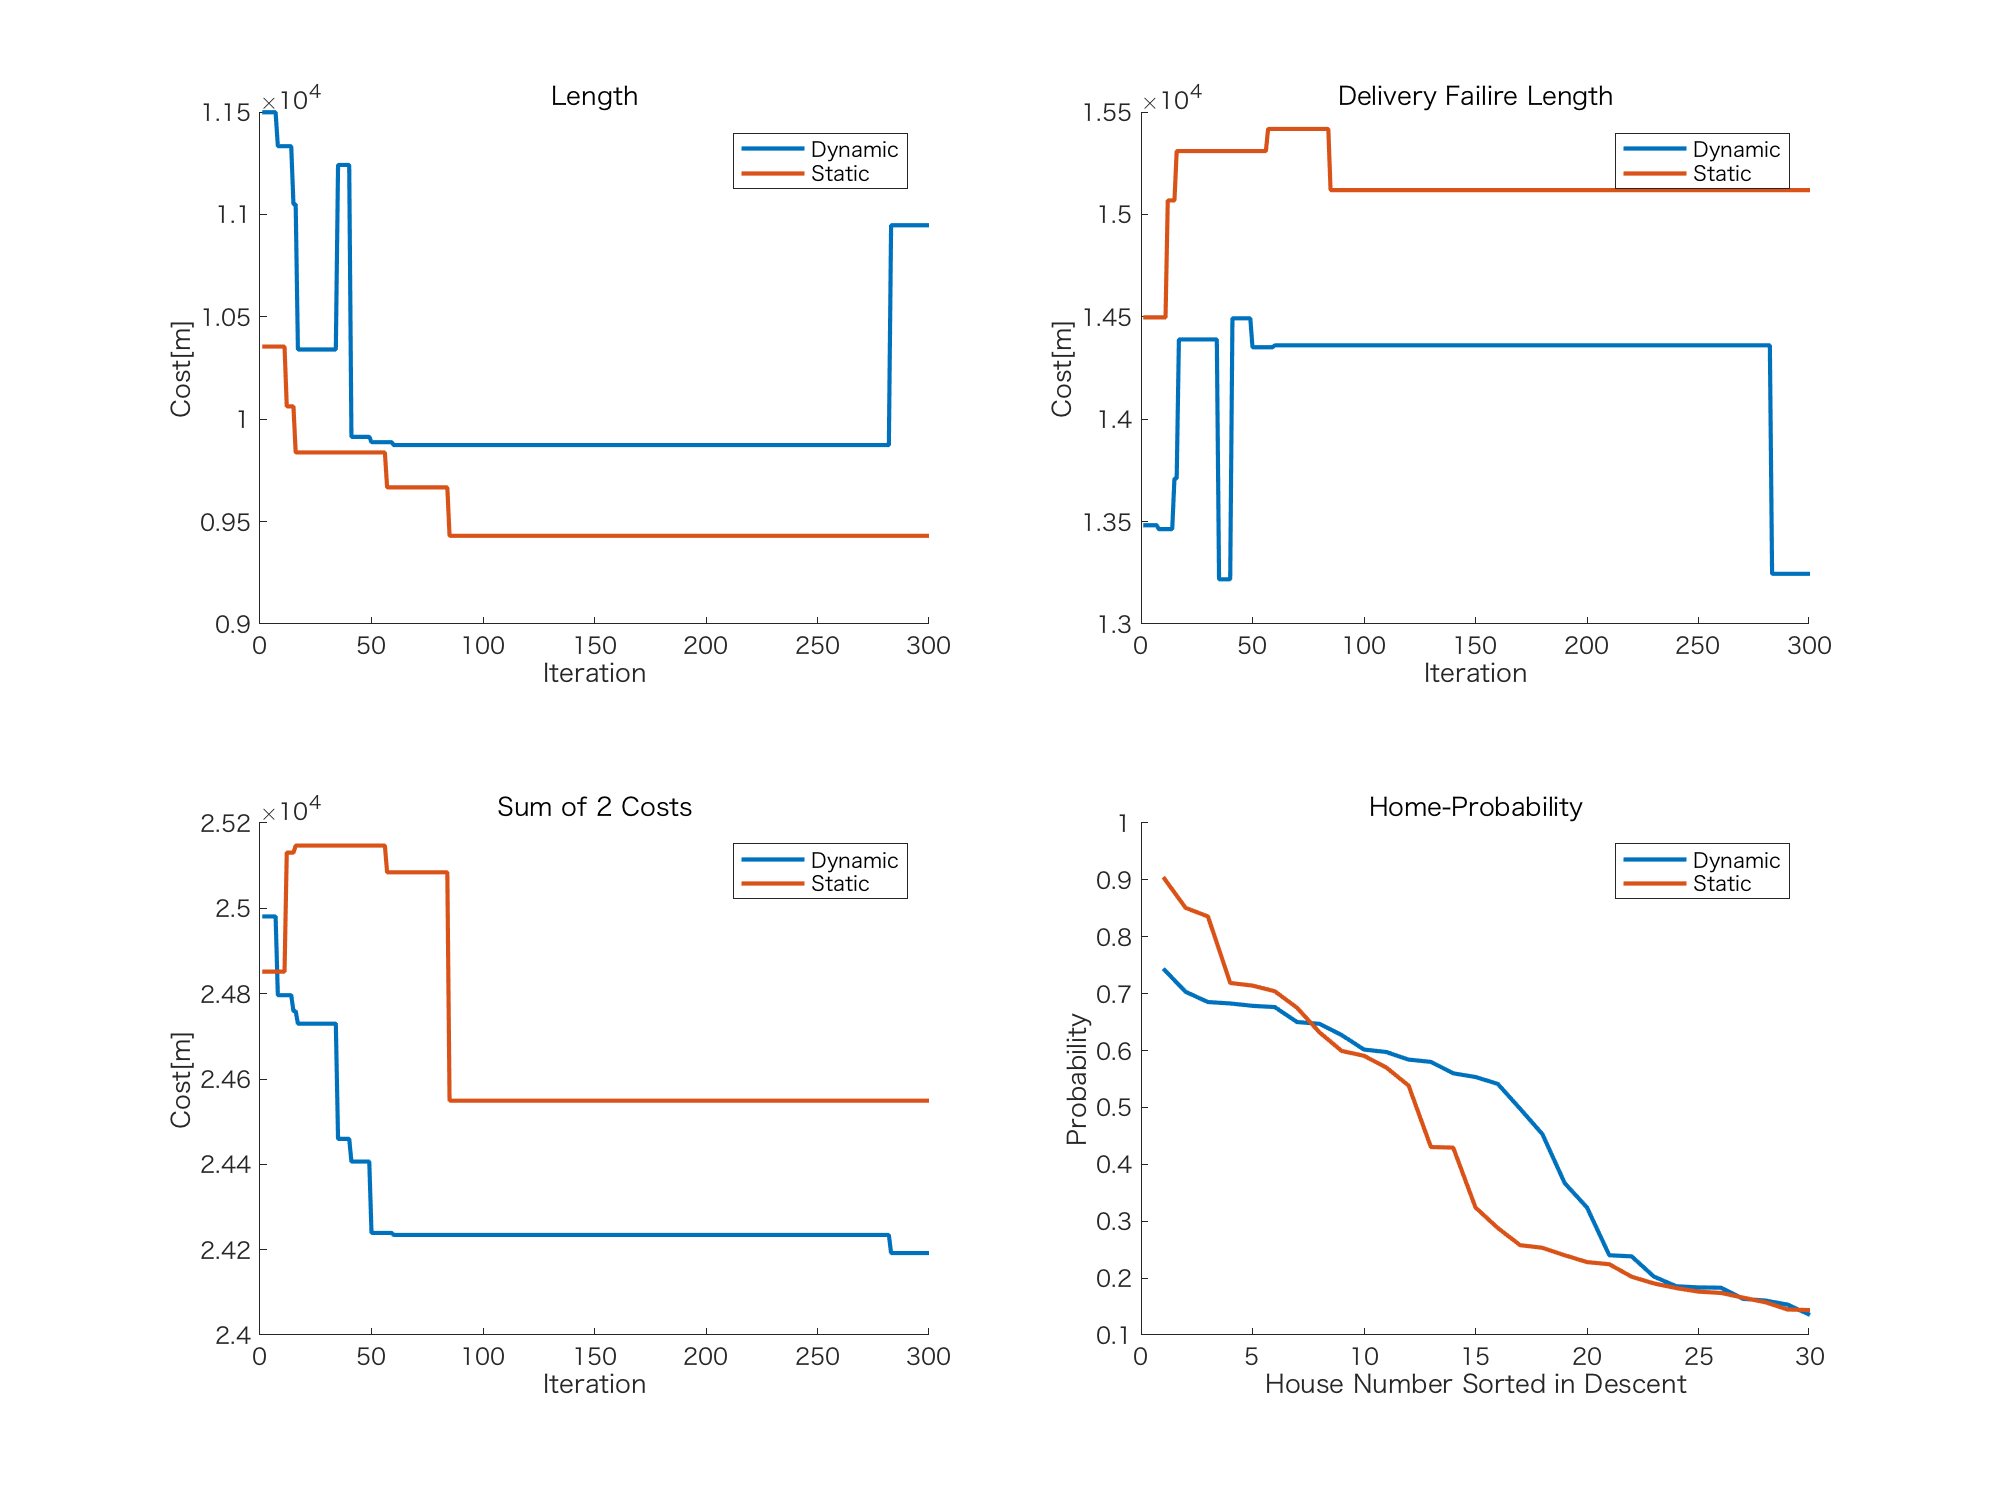 Length
×10^4
1.15
1.1
1.05
1
0.95
0.9
Cost[m]
0 50 100 150 200 250 300
Iteration
Dynamic
Static
Delivery Failire Length
×10^4
1.55
1.5
1.45
1.4
1.35
1.3
Cost[m]
0 50 100 150 200 250 300
Iteration
Dynamic
Static
Sum of 2 Costs
×10^4
2.52
2.5
2.48
2.46
2.44
2.42
2.4
Cost[m]
0 50 100 150 200 250 300
Iteration
Dynamic
Static
Home-Probability
1
0.9
0.8
0.7
0.6
0.5
0.4
0.3
0.2
0.1
Probability
0 5 10 15 20 25 30
House Number Sorted in Descent
Dynamic
Static